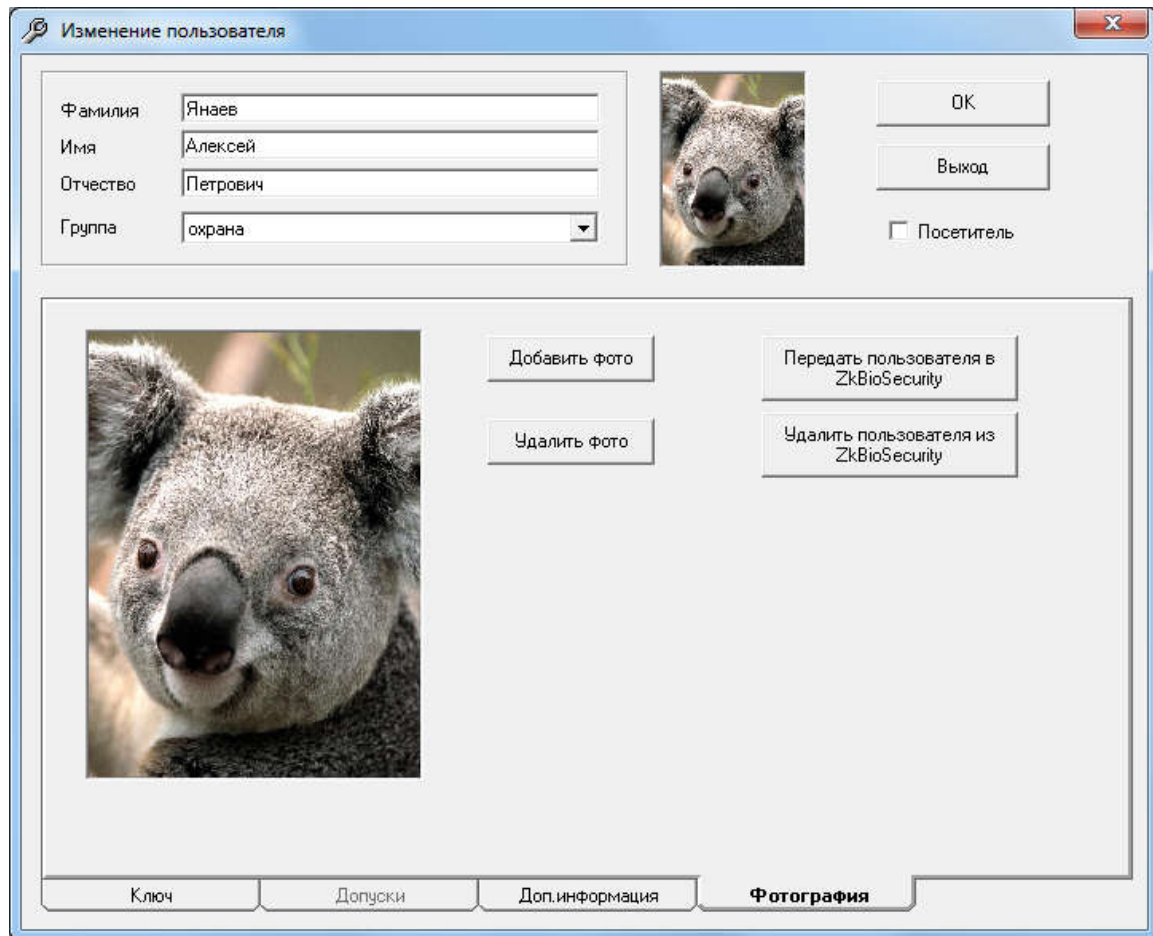 Изменение пользователя
Фамилия Янаев
Имя Алексей
Отчество Петрович
Группа охрана
OK
Выход
Посетитель
Добавить фото
Удалить фото
Передать пользователя в
ZkBioSecurity
Удалить пользователя из
ZkBioSecurity
Ключ Допуски Доп.информация Фотография